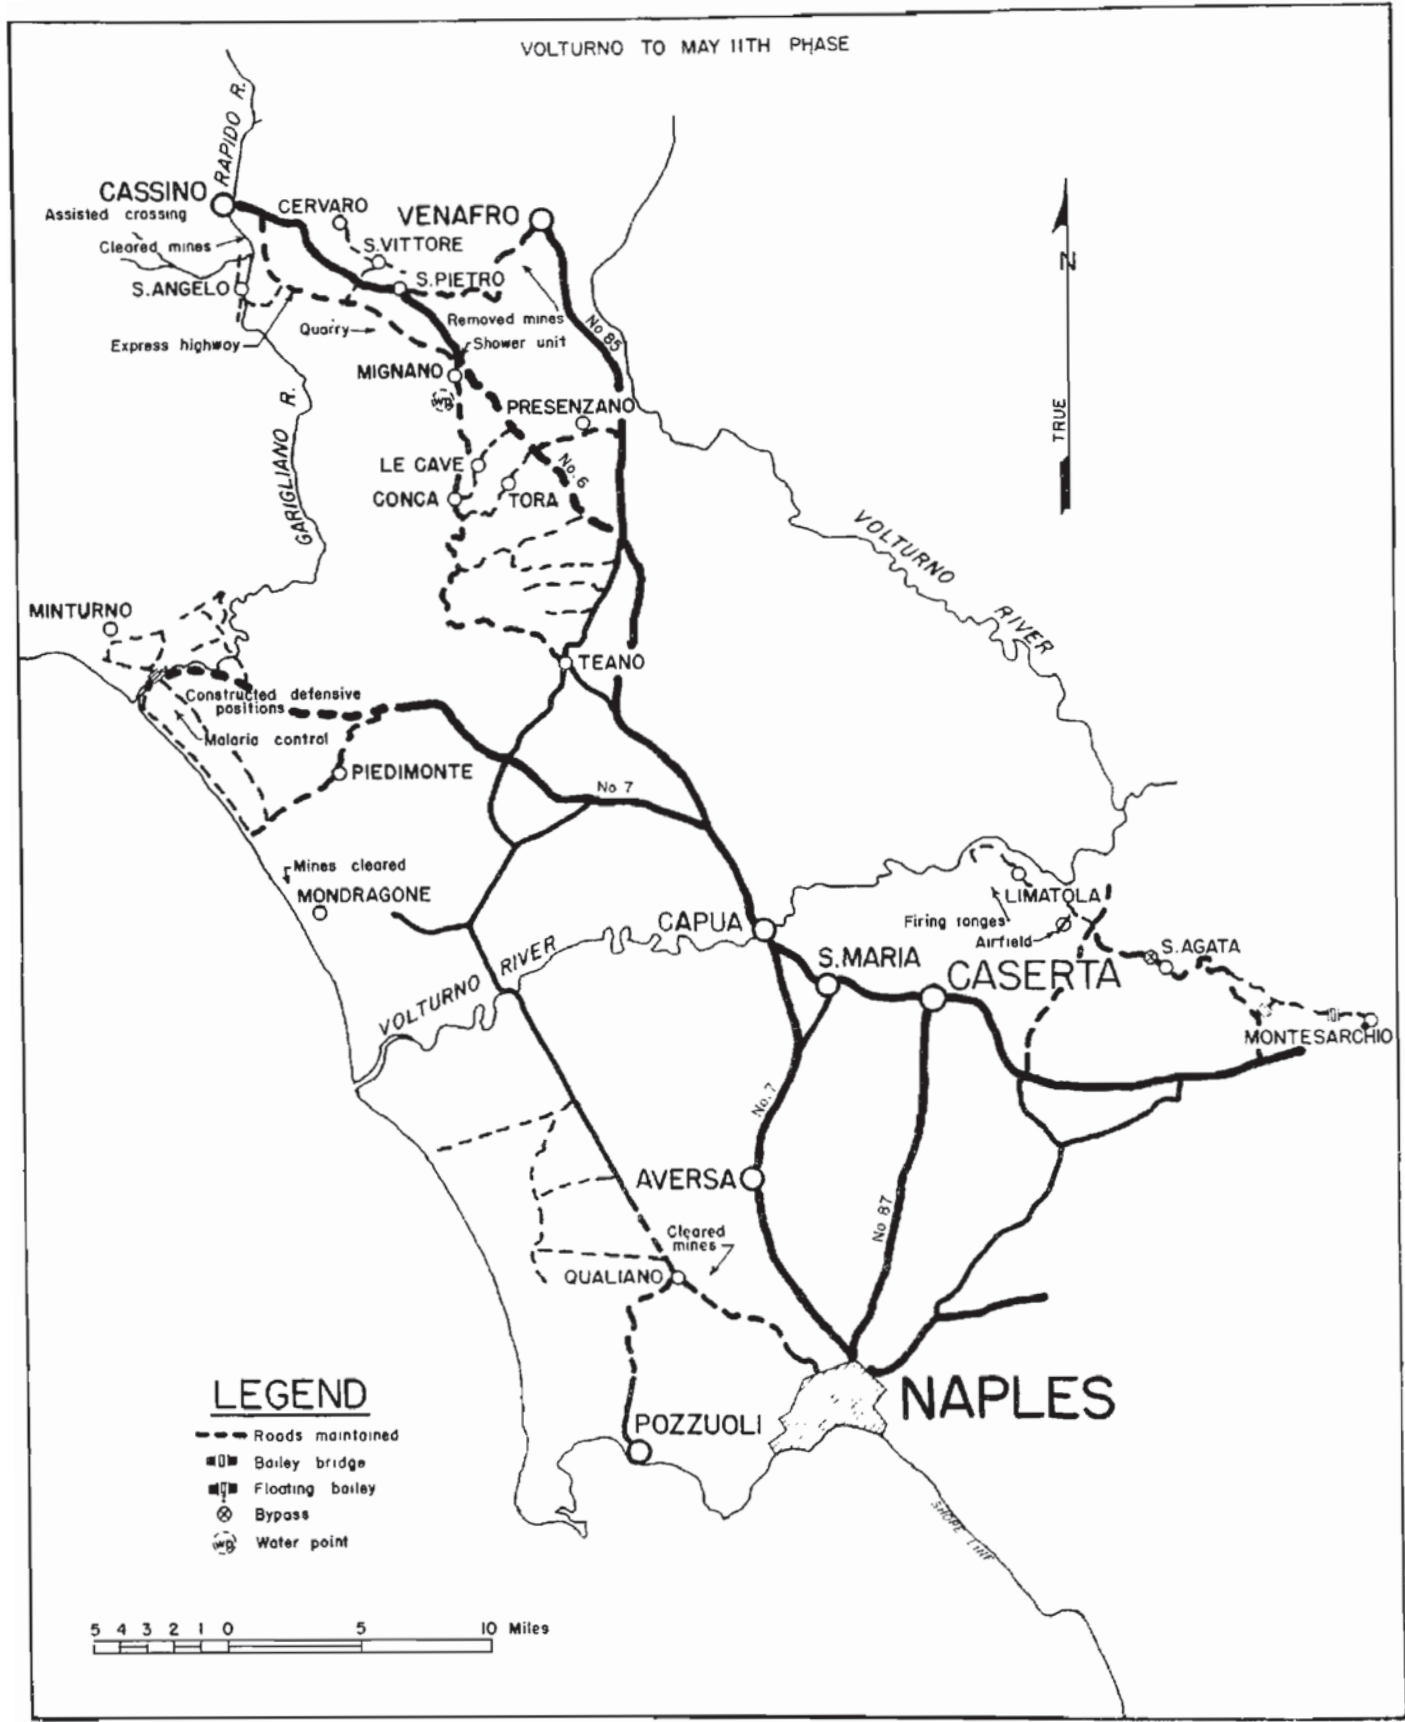 VOLTURNO TO MAY 11TH PHASE
RAPIDO R.
CASSINO
Assisted crossing
CERVARO
VENAFRO
Cleared mines
S.VITTORE
S.ANGELO
S.PIETRO
N
Removed mines
No 85
Quarry
Express highway
Shower unit
MIGNANO
wp
PRESENZANO
TRUE
GARIGLIANO R.
LE CAVE
No. 6
CONCA
TORA
VOLTURNO RIVER
MINTURNO
TEANO
Constructed defensive
positions
Malaria control
PIEDIMONTE
No 7
Mines cleared
MONDRAGONE
LIMATOLA
CAPUA
Firing ranges
Airfield
S.MARIA
S.AGATA
CASERTA
VOLTURNO RIVER
MONTESARCHIO
No. 7
AVERSA
No 87
Cleared
mines
QUALIANO
NAPLES
POZZUOLI
SHORE LINE
LEGEND
Roads maintained
Bailey bridge
Floating bailey
Bypass
wp Water point
5 4 3 2 1 0 5 10 Miles